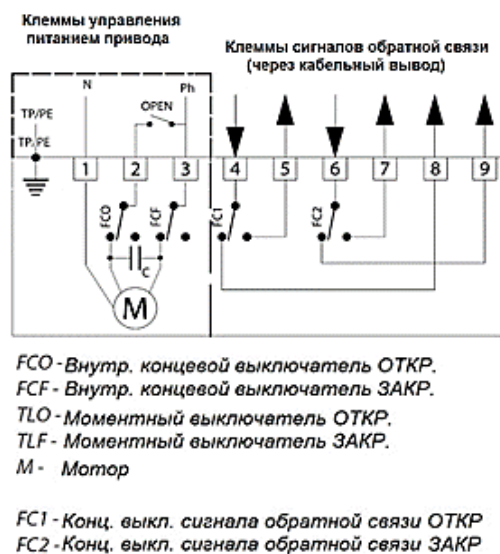 Клеммы управления
питанием привода
Клеммы сигналов обратной связи
(через кабельный вывод)
N
Ph
OPEN
TP/PE
TP/PE
1 2 3 4 5 6 7 8 9
FCO
FCF
FC1
FC2
C
M
FCO - Внутр. концевой выключатель ОТКР.
FCF - Внутр. концевой выключатель ЗАКР.
TLO - Моментный выключатель ОТКР.
TLF - Моментный выключатель ЗАКР.
M - Мотор
FC1 - Конц. выкл. сигнала обратной связи ОТКР
FC2 - Конц. выкл. сигнала обратной связи ЗАКР